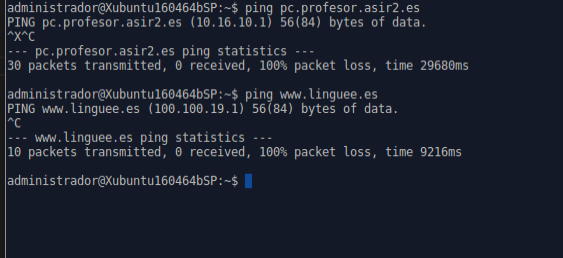 administrador@Xubuntu160464bSP:~$ ping pc.profesor.asir2.es
PING pc.profesor.asir2.es (10.16.10.1) 56(84) bytes of data.
^X^C
--- pc.profesor.asir2.es ping statistics ---
30 packets transmitted, 0 received, 100% packet loss, time 29680ms
administrador@Xubuntu160464bSP:~$ ping www.linguee.es
PING www.linguee.es (100.100.19.1) 56(84) bytes of data.
^C
--- www.linguee.es ping statistics ---
10 packets transmitted, 0 received, 100% packet loss, time 9216ms
administrador@Xubuntu160464bSP:~$